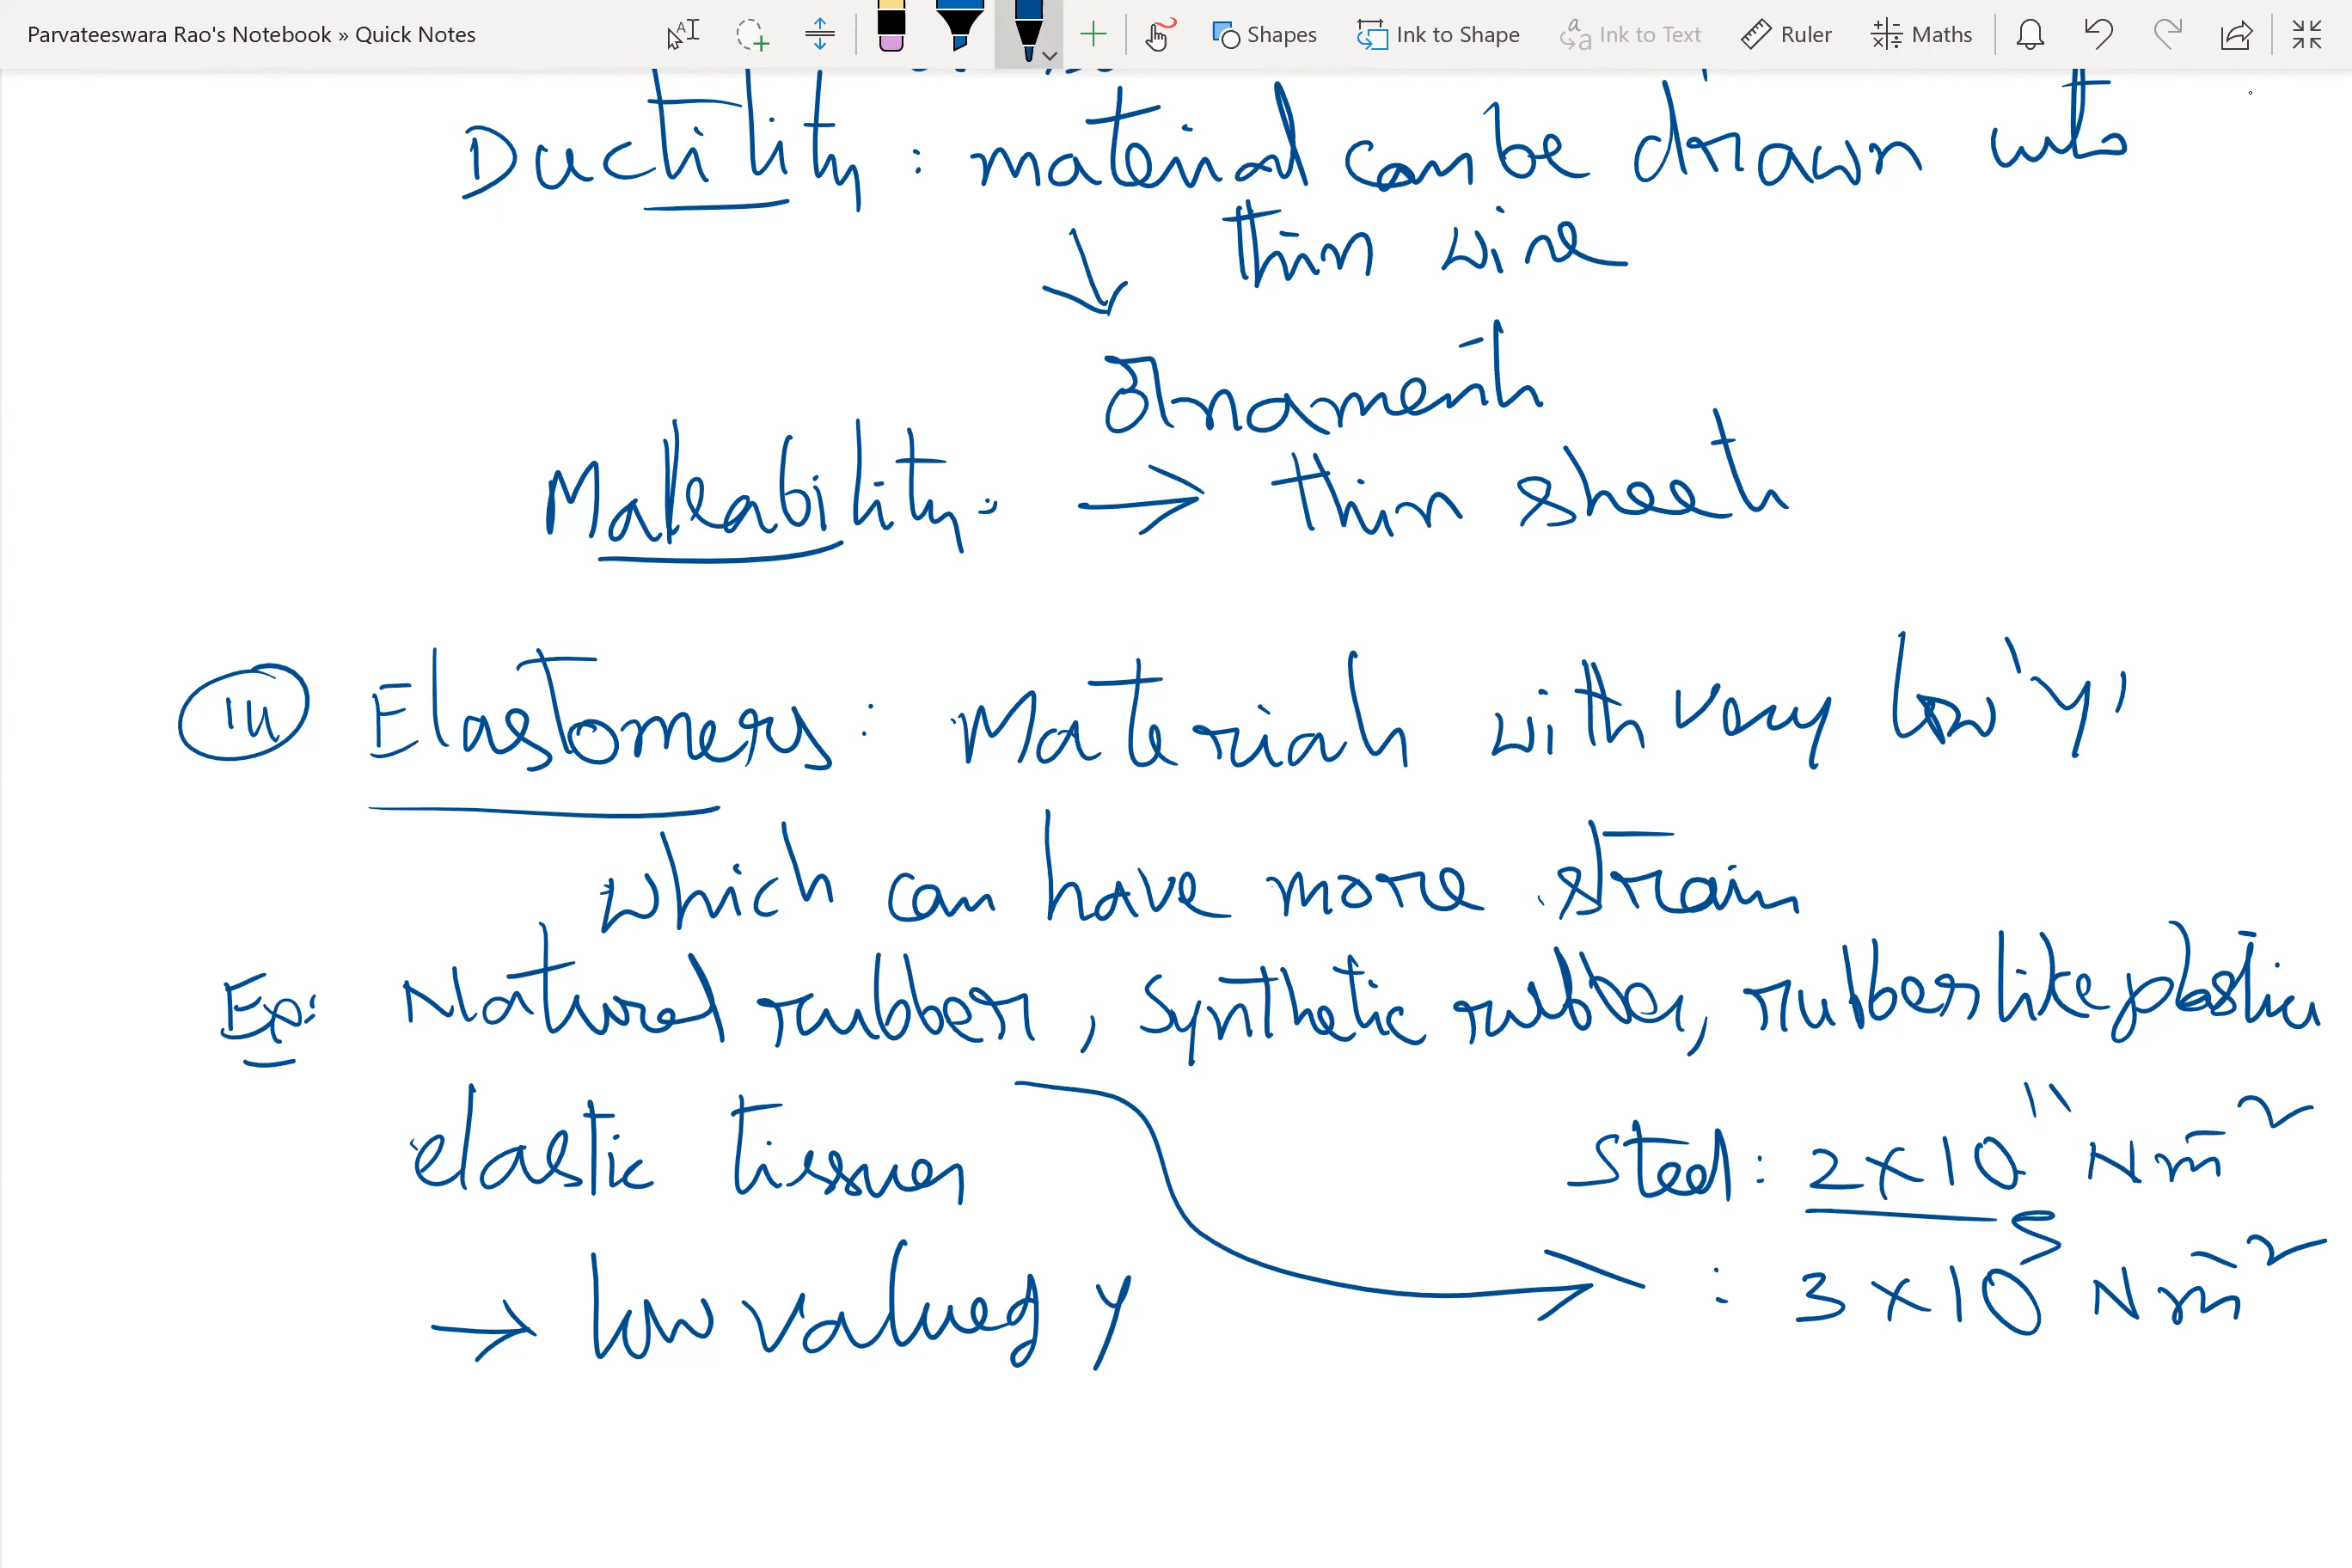 Parvateeswara Rao's Notebook » Quick Notes
Shapes Ink to Shape Ink to Text Ruler Maths
Ductility : material can be drawn into
thin wire
↓
Ornaments
Malleability: → thin sheets
(iii) Elastomers: Materials with very low 'Y'
which can have more strain
Ex: Natural rubber, synthetic rubber, rubber like plastics
elastic tissues
Steel: 2×10¹¹ Nm⁻²
: 3×10⁵ Nm⁻²
→ low value of Y